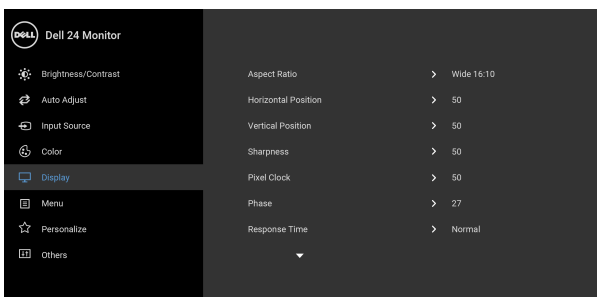 DELL Dell 24 Monitor
Brightness/Contrast
Auto Adjust
Input Source
Color
Display
Menu
Personalize
Others
Aspect Ratio > Wide 16:10
Horizontal Position > 50
Vertical Position > 50
Sharpness > 50
Pixel Clock > 50
Phase > 27
Response Time > Normal